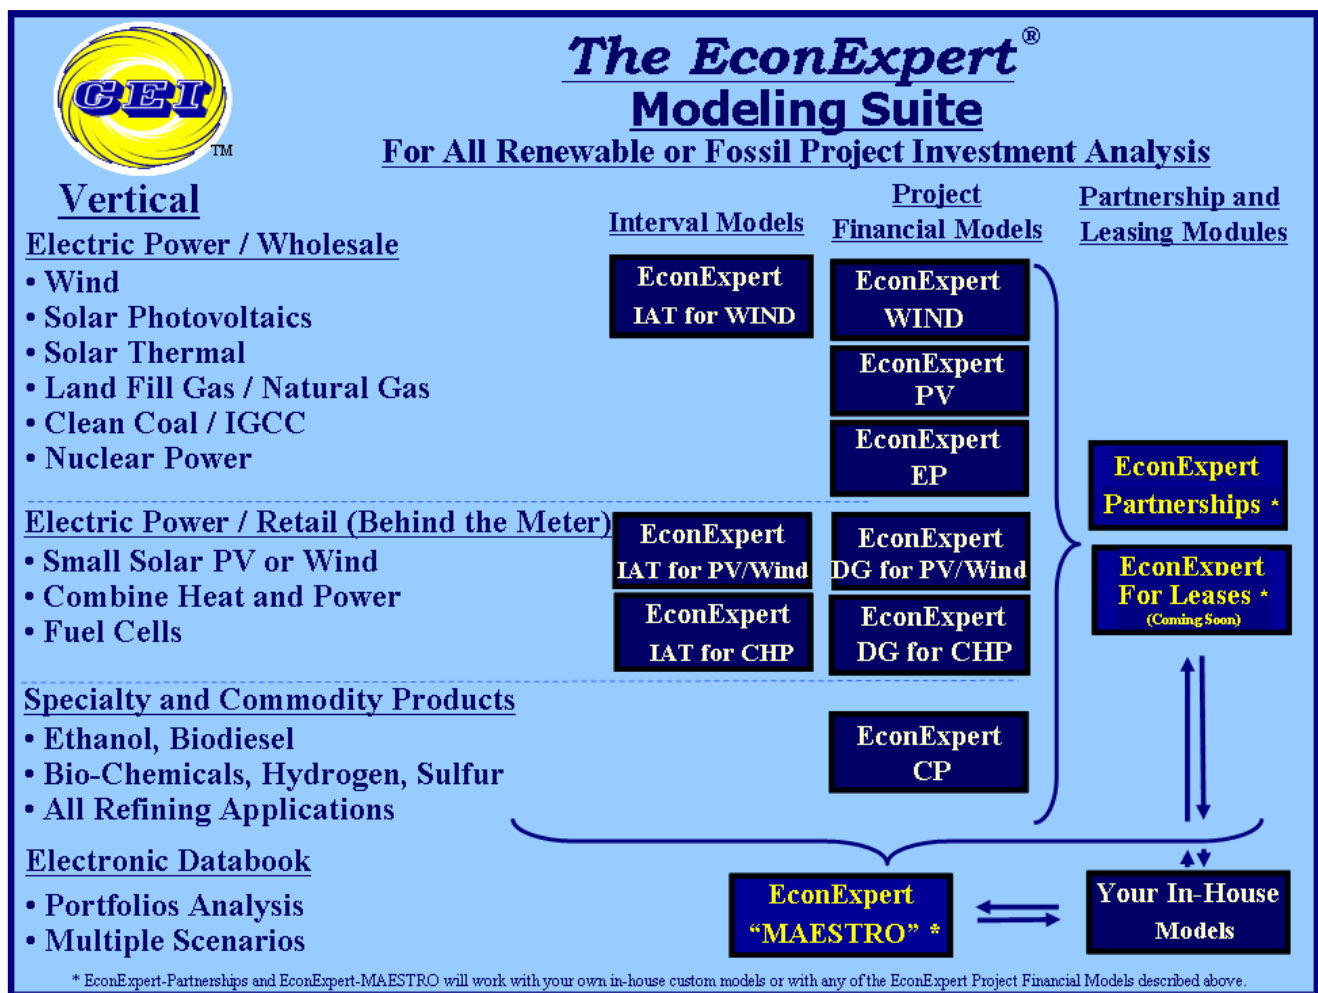 The EconExpert®
Modeling Suite
For All Renewable or Fossil Project Investment Analysis
CEI
TM
Vertical
Interval Models
Project
Financial Models
Partnership and
Leasing Modules
Electric Power / Wholesale
• Wind
• Solar Photovoltaics
• Solar Thermal
• Land Fill Gas / Natural Gas
• Clean Coal / IGCC
• Nuclear Power
EconExpert
IAT for WIND
EconExpert
WIND
EconExpert
PV
EconExpert
EP
EconExpert
Partnerships *
EconExpert
For Leases *
(Coming Soon)
Electric Power / Retail (Behind the Meter)
• Small Solar PV or Wind
• Combine Heat and Power
• Fuel Cells
EconExpert
IAT for PV/Wind
EconExpert
DG for PV/Wind
EconExpert
IAT for CHP
EconExpert
DG for CHP
Specialty and Commodity Products
• Ethanol, Biodiesel
• Bio-Chemicals, Hydrogen, Sulfur
• All Refining Applications
EconExpert
CP
Electronic Databook
• Portfolios Analysis
• Multiple Scenarios
EconExpert
“MAESTRO” *
Your In-House
Models
* EconExpert-Partnerships and EconExpert-MAESTRO will work with your own in-house custom models or with any of the EconExpert Project Financial Models described above.